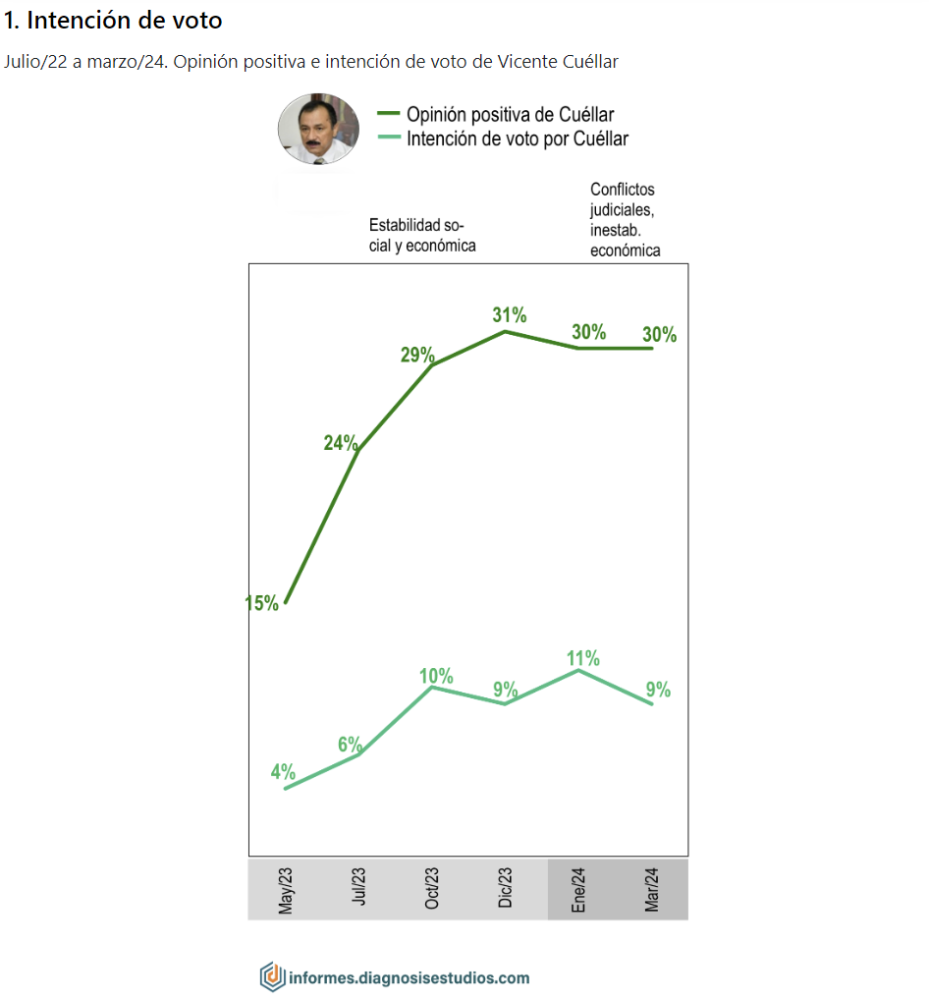 1. Intención de voto
Julio/22 a marzo/24. Opinión positiva e intención de voto de Vicente Cuéllar
Opinión positiva de Cuéllar
Intención de voto por Cuéllar
Estabilidad so-
cial y económica
Conflictos
judiciales,
inestab.
económica
31%
30%
30%
29%
24%
15%
11%
10%
9%
9%
6%
4%
May/23
Jul/23
Oct/23
Dic/23
Ene/24
Mar/24
informes.diagnosisestudios.com